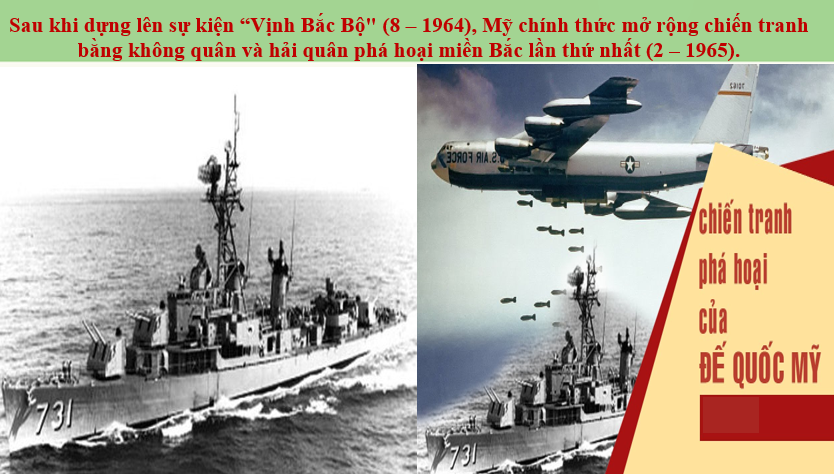 Sau khi dựng lên sự kiện “Vịnh Bắc Bộ" (8 – 1964), Mỹ chính thức mở rộng chiến tranh
bằng không quân và hải quân phá hoại miền Bắc lần thứ nhất (2 – 1965).
731
70162
U.S. AIR FORCE
chiến tranh
phá hoại
của
ĐẾ QUỐC MỸ
731